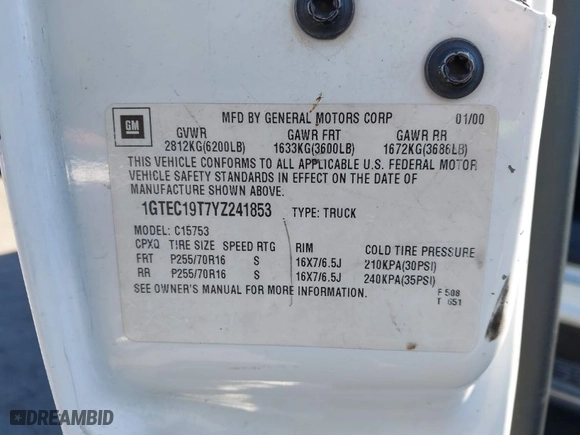 GM
MFD BY GENERAL MOTORS CORP 01/00
GVWR GAWR FRT GAWR RR
2812KG(6200LB) 1633KG(3600LB) 1672KG(3686LB)
THIS VEHICLE CONFORMS TO ALL APPLICABLE U.S. FEDERAL MOTOR
VEHICLE SAFETY STANDARDS IN EFFECT ON THE DATE OF
MANUFACTURE SHOWN ABOVE.
1GTEC19T7YZ241853 TYPE: TRUCK
MODEL: C15753
CPXQ TIRE SIZE SPEED RTG RIM COLD TIRE PRESSURE
FRT P255/70R16 S 16X7/6.5J 210KPA(30PSI)
RR P255/70R16 S 16X7/6.5J 240KPA(35PSI)
SEE OWNER'S MANUAL FOR MORE INFORMATION.
F 508
T 651
DREAMBID